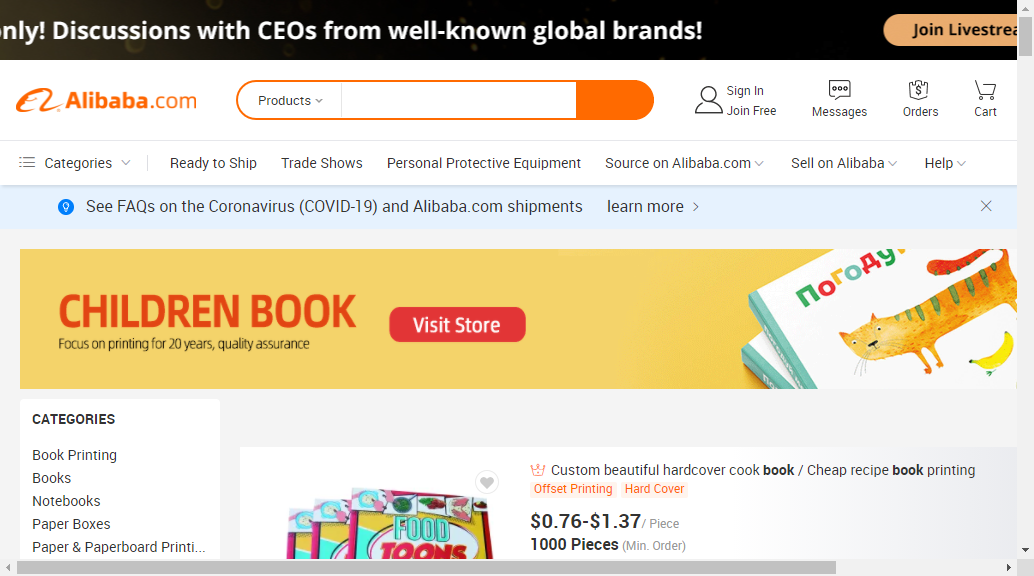 only! Discussions with CEOs from well-known global brands!
Join Livestrea
Alibaba.com
Products
Sign In
Join Free
Messages
Orders
Cart
Categories
Ready to Ship
Trade Shows
Personal Protective Equipment
Source on Alibaba.com
Sell on Alibaba
Help
See FAQs on the Coronavirus (COVID-19) and Alibaba.com shipments
learn more
CHILDREN BOOK
Focus on printing for 20 years, quality assurance
Visit Store
Погоду
CATEGORIES
Book Printing
Books
Notebooks
Paper Boxes
Paper & Paperboard Printi...
FOOD
TOONS
Custom beautiful hardcover cook book / Cheap recipe book printing
Offset Printing
Hard Cover
$0.76-$1.37/ Piece
1000 Pieces (Min. Order)